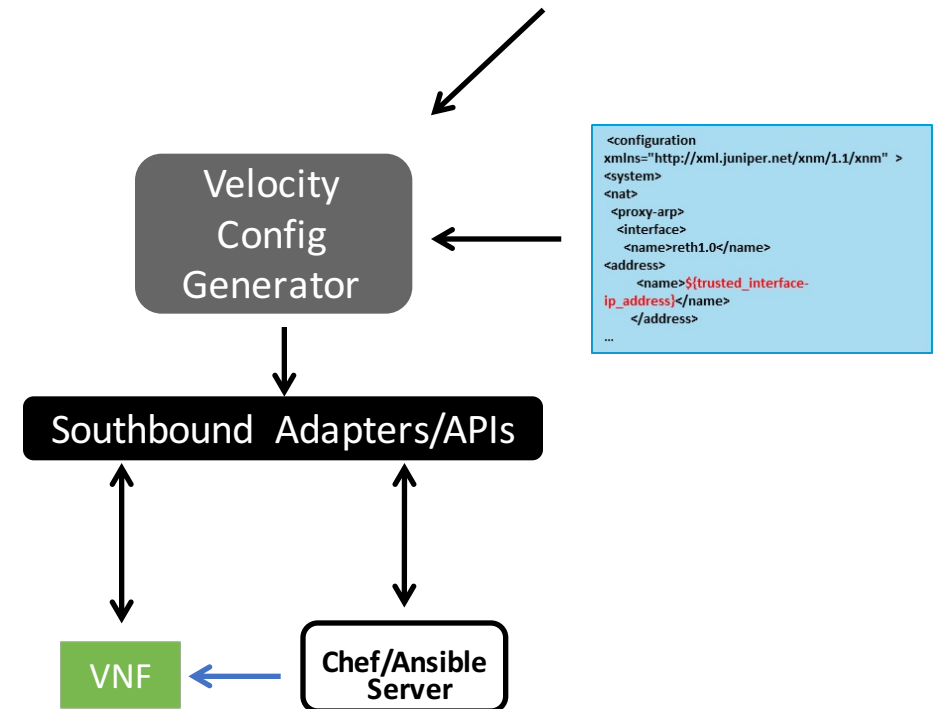 Velocity
Config
Generator
<configuration
xmlns="http://xml.juniper.net/xnm/1.1/xnm" >
<system>
<nat>
<proxy-arp>
<interface>
<name>reth1.0</name>
<address>
<name>${trusted_interface-
ip_address}</name>
</address>
...
Southbound Adapters/APIs
VNF
Chef/Ansible
Server